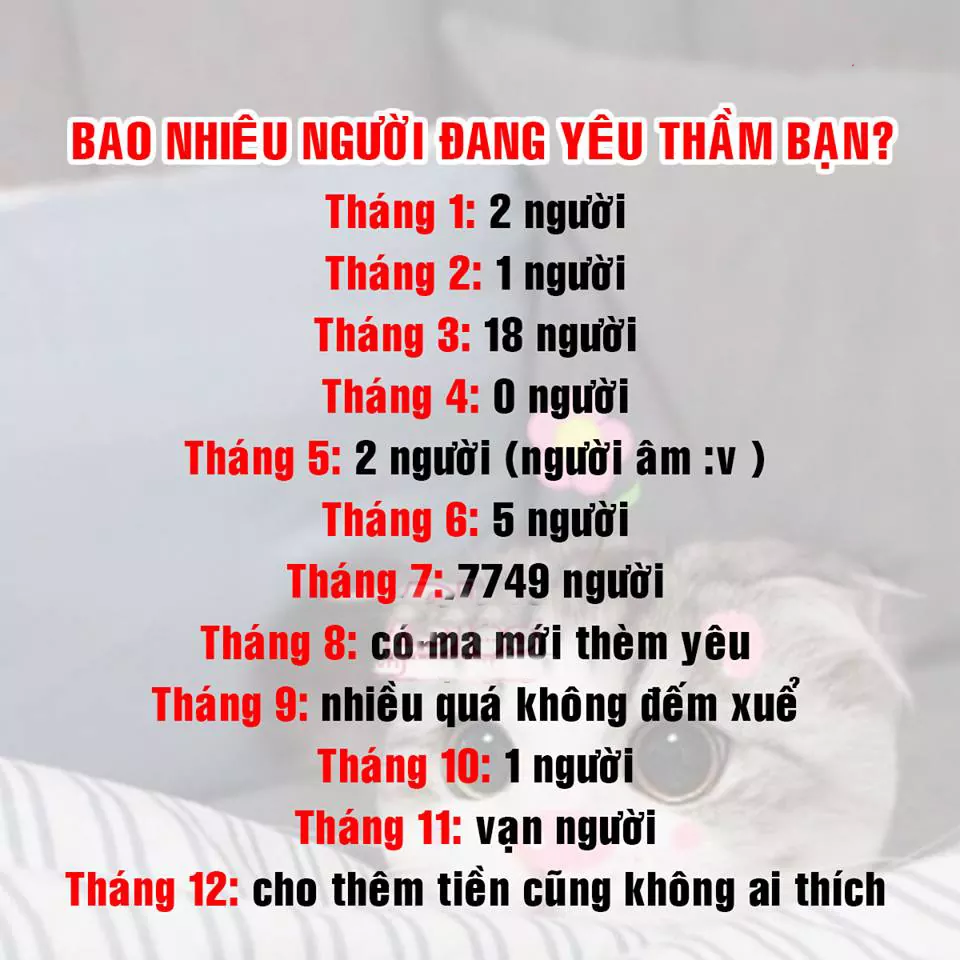 BAO NHIÊU NGƯỜI ĐANG YÊU THẦM BẠN?
Tháng 1: 2 người
Tháng 2: 1 người
Tháng 3: 18 người
Tháng 4: 0 người
Tháng 5: 2 người (người âm :v )
Tháng 6: 5 người
Tháng 7: 7749 người
Tháng 8: có ma mới thèm yêu
Tháng 9: nhiều quá không đếm xuể
Tháng 10: 1 người
Tháng 11: vạn người
Tháng 12: cho thêm tiền cũng không ai thích